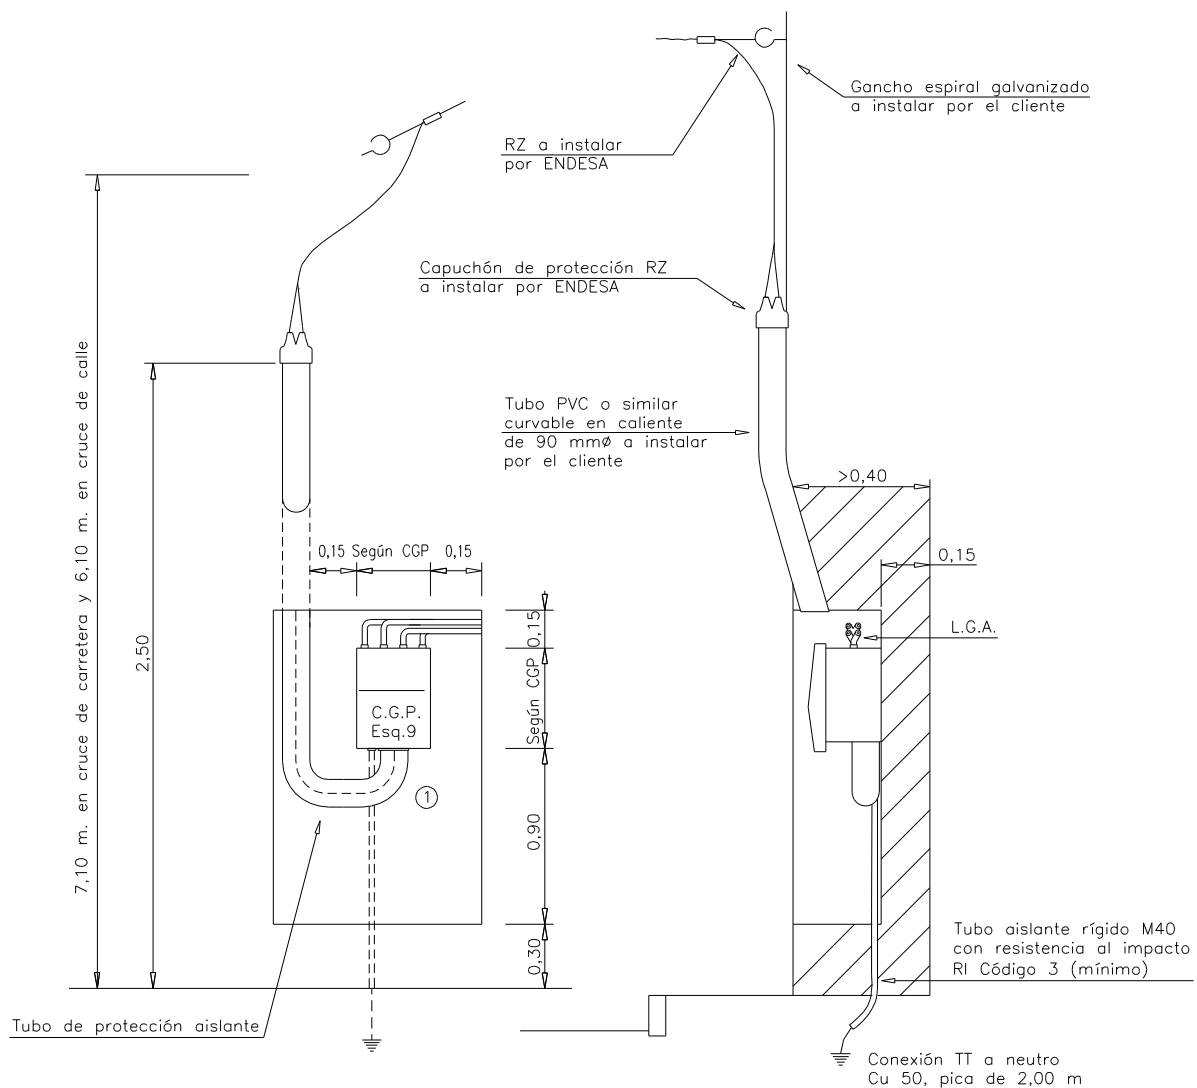 Gancho espiral galvanizado
a instalar por el cliente
RZ a instalar
por ENDESA
Capuchón de protección RZ
a instalar por ENDESA
7,10 m. en cruce de carretera y 6,10 m. en cruce de calle
2,50
Tubo PVC o similar
curvable en caliente
de 90 mmø a instalar
por el cliente
>0,40
0,15 Según CGP 0,15
0,15
0,15
L.G.A.
Según CGP
C.G.P.
Esq.9
1
0,90
0,30
Tubo aislante rígido M40
con resistencia al impacto
RI Código 3 (mínimo)
Tubo de protección aislante
Conexión TT a neutro
Cu 50, pica de 2,00 m